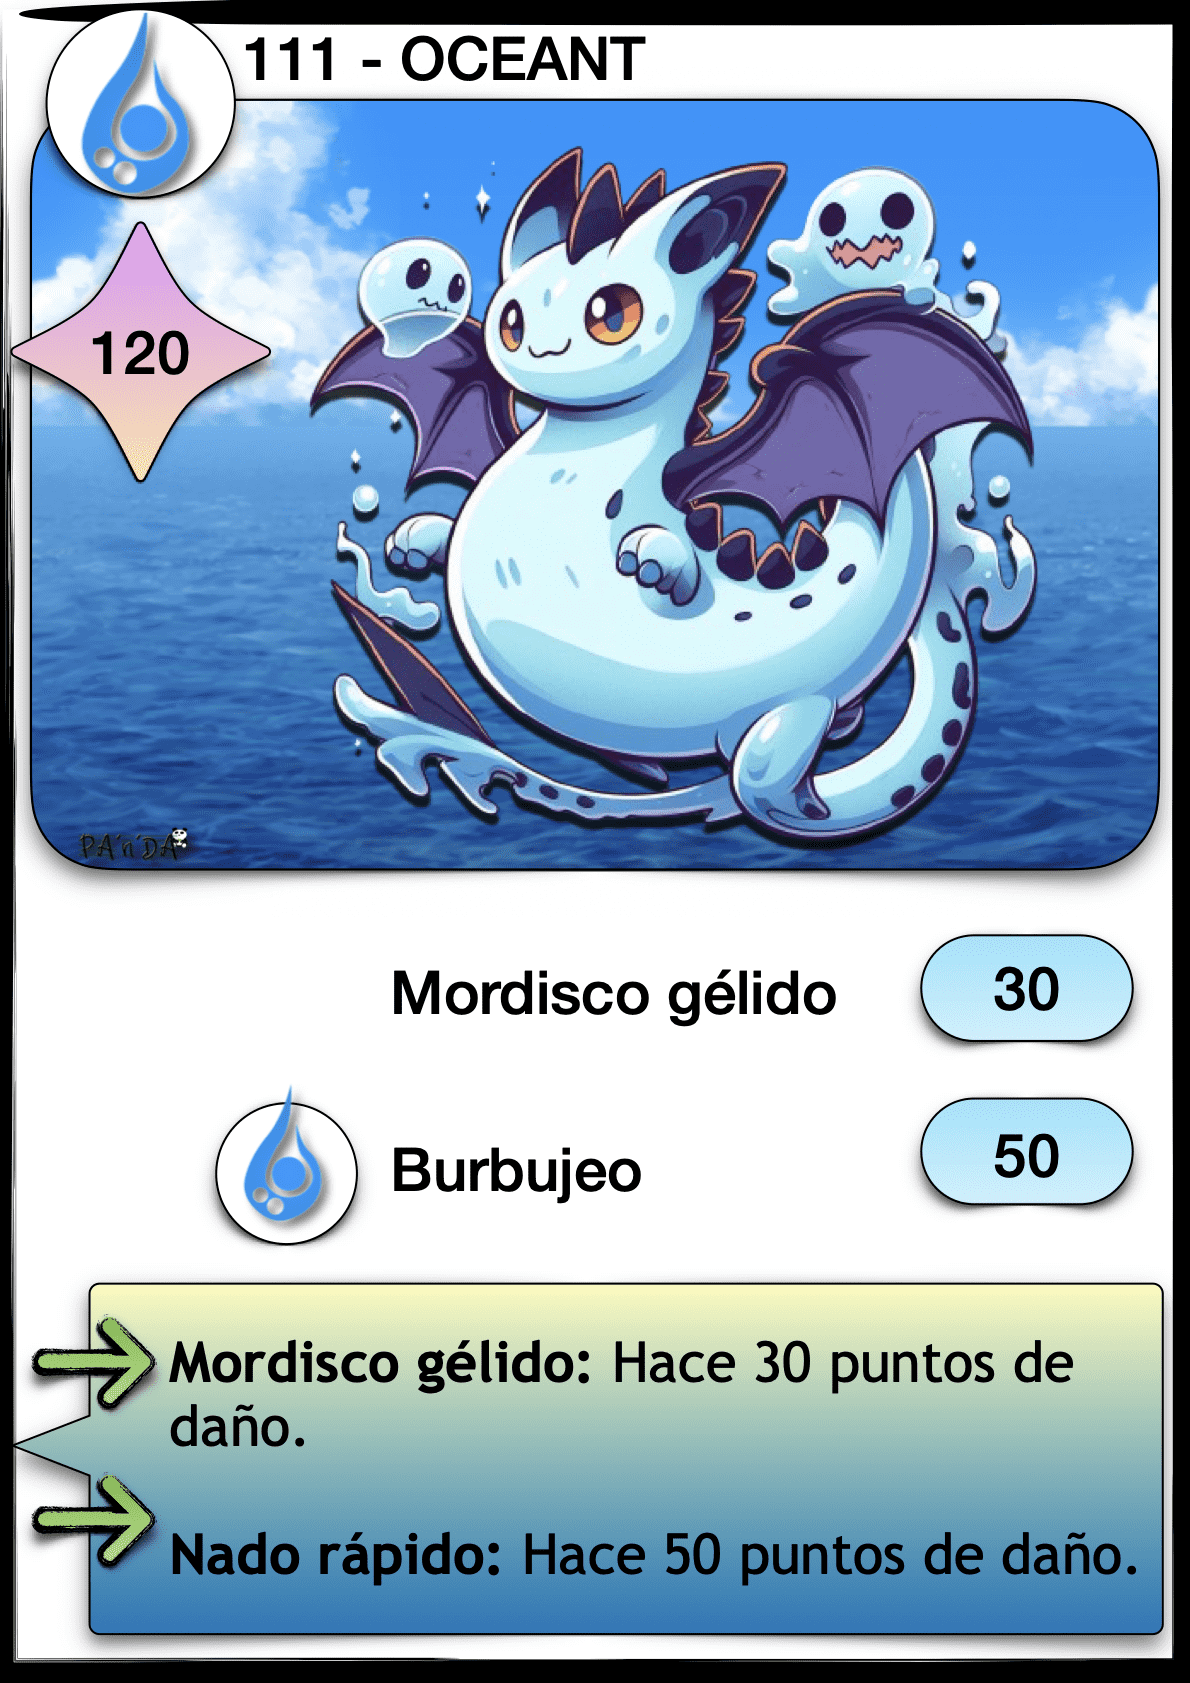 111 - OCEANT
120
PA'n'DA
Mordisco gélido
30
Burbujeo
50
Mordisco gélido: Hace 30 puntos de
daño.
Nado rápido: Hace 50 puntos de daño.